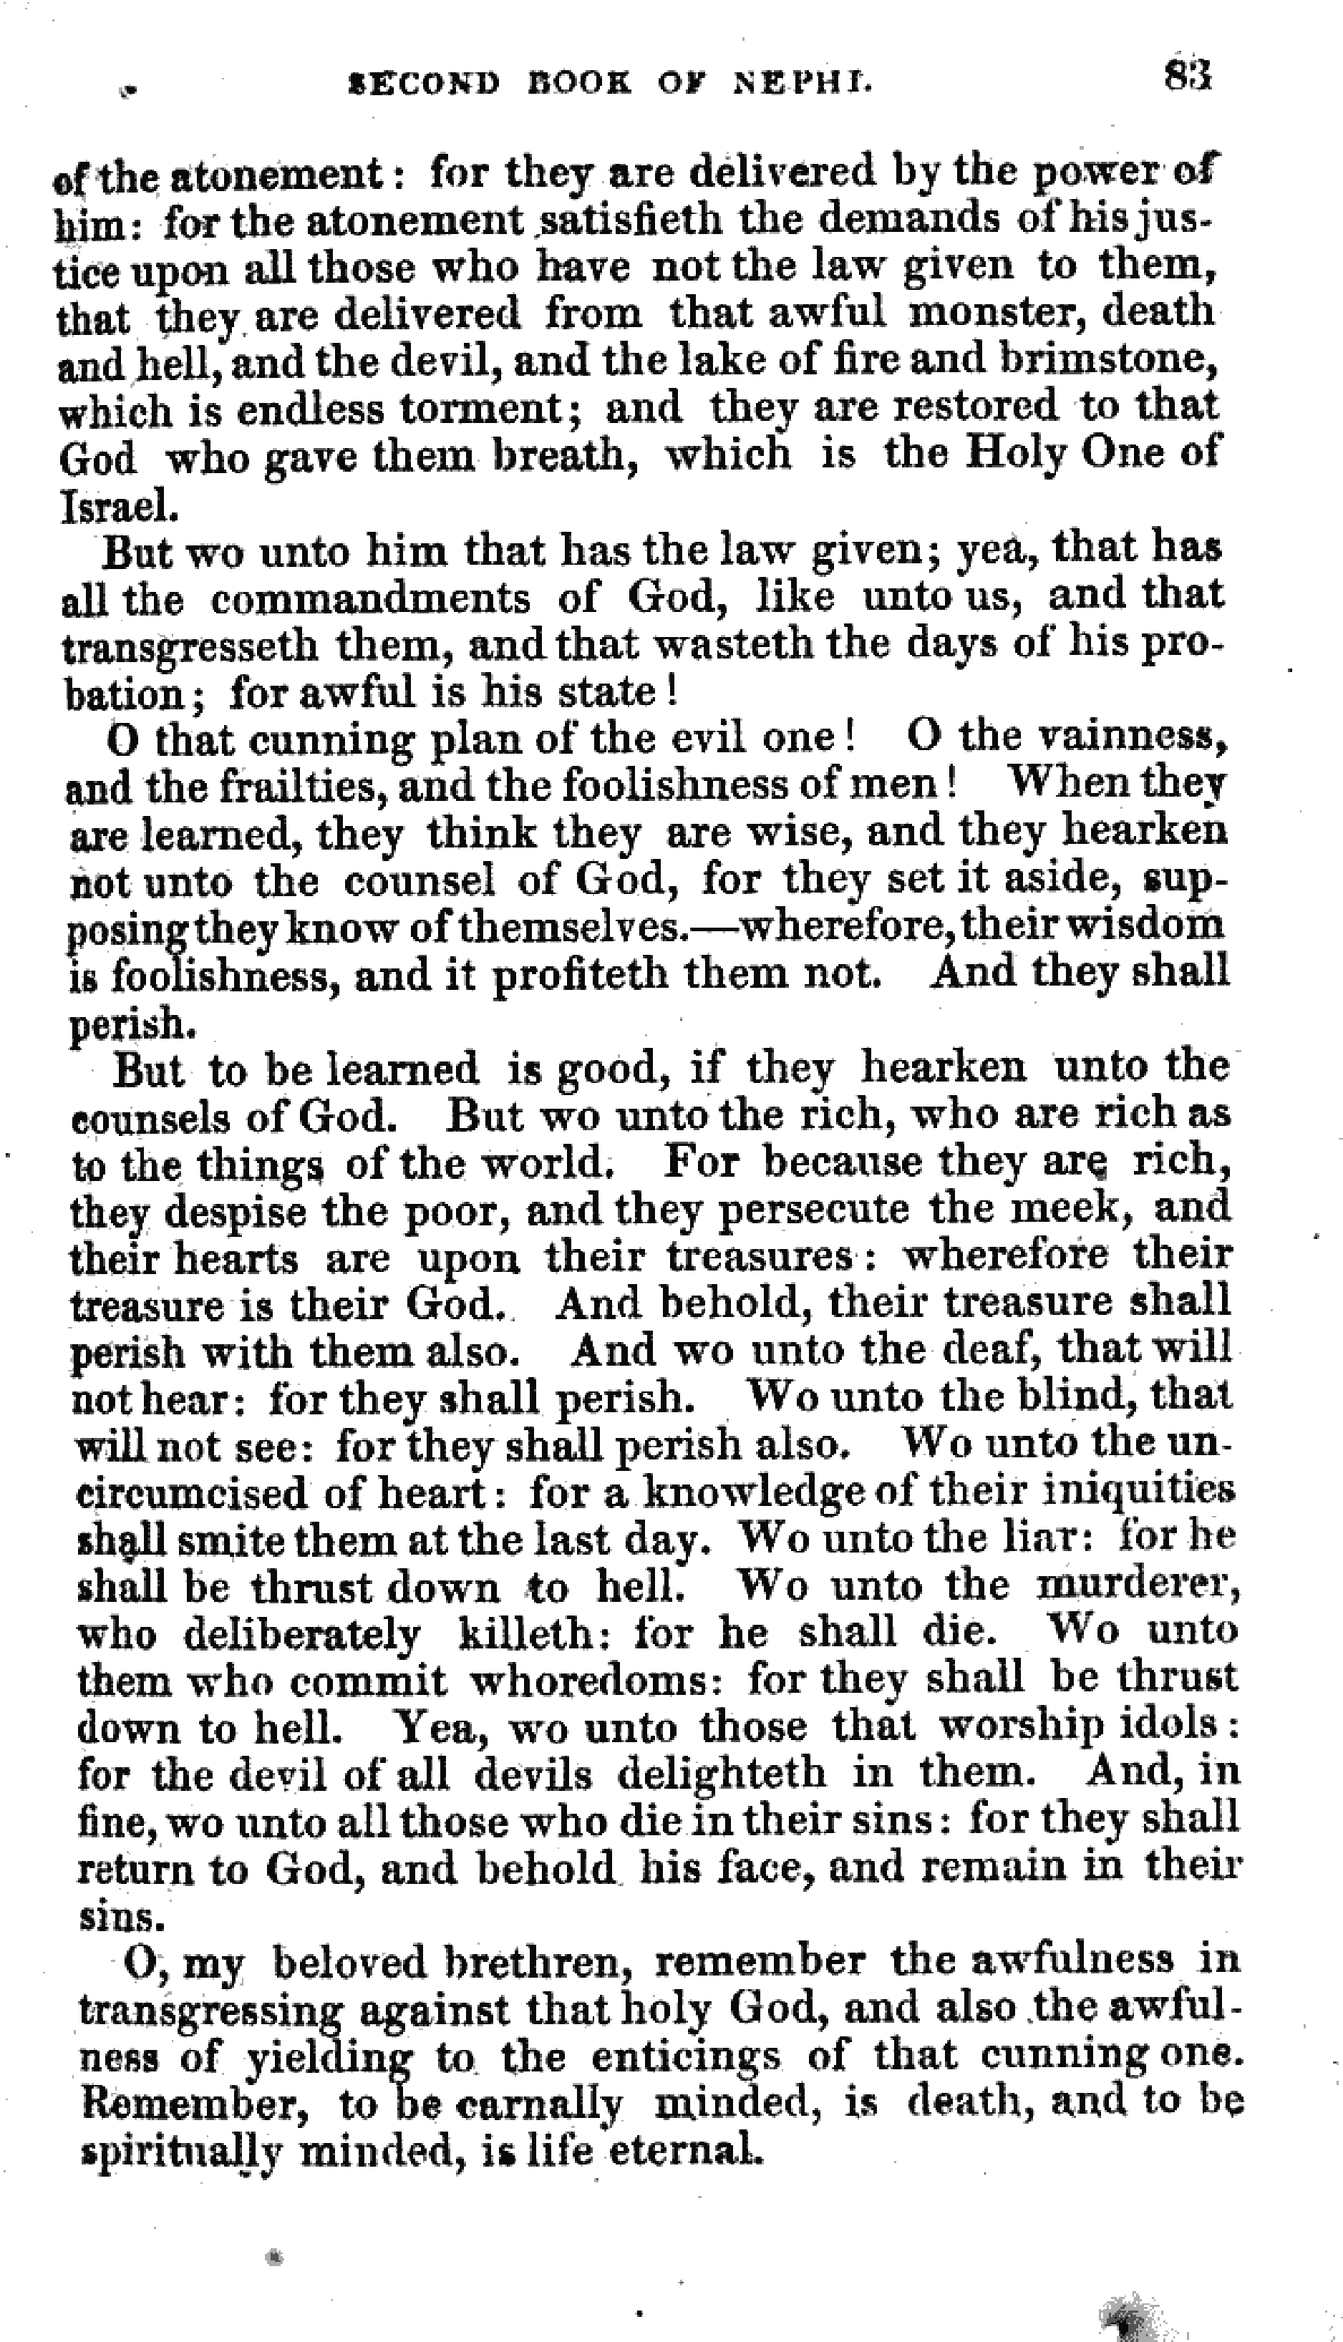 SECOND BOOK OF NEPHI. 83
of the atonement: for they are delivered by the power of
him: for the atonement satisfieth the demands of his jus-
tice upon all those who have not the law given to them,
that they are delivered from that awful monster, death
and hell, and the devil, and the lake of fire and brimstone,
which is endless torment; and they are restored to that
God who gave them breath, which is the Holy One of
Israel.
But wo unto him that has the law given; yea, that has
all the commandments of God, like unto us, and that
transgresseth them, and that wasteth the days of his pro-
bation; for awful is his state!
O that cunning plan of the evil one! O the vainness,
and the frailties, and the foolishness of men! When they
are learned, they think they are wise, and they hearken
not unto the counsel of God, for they set it aside, sup-
posing they know of themselves.—wherefore, their wisdom
is foolishness, and it profiteth them not. And they shall
perish.
But to be learned is good, if they hearken unto the
counsels of God. But wo unto the rich, who are rich as
to the things of the world. For because they are rich,
they despise the poor, and they persecute the meek, and
their hearts are upon their treasures: wherefore their
treasure is their God. And behold, their treasure shall
perish with them also. And wo unto the deaf, that will
not hear: for they shall perish. Wo unto the blind, that
will not see: for they shall perish also. Wo unto the un-
circumcised of heart: for a knowledge of their iniquities
shall smite them at the last day. Wo unto the liar: for he
shall be thrust down to hell. Wo unto the murderer,
who deliberately killeth: for he shall die. Wo unto
them who commit whoredoms: for they shall be thrust
down to hell. Yea, wo unto those that worship idols:
for the devil of all devils delighteth in them. And, in
fine, wo unto all those who die in their sins: for they shall
return to God, and behold his face, and remain in their
sins.
O, my beloved brethren, remember the awfulness in
transgressing against that holy God, and also the awful-
ness of yielding to the enticings of that cunning one.
Remember, to be carnally minded, is death, and to be
spiritually minded, is life eternal.